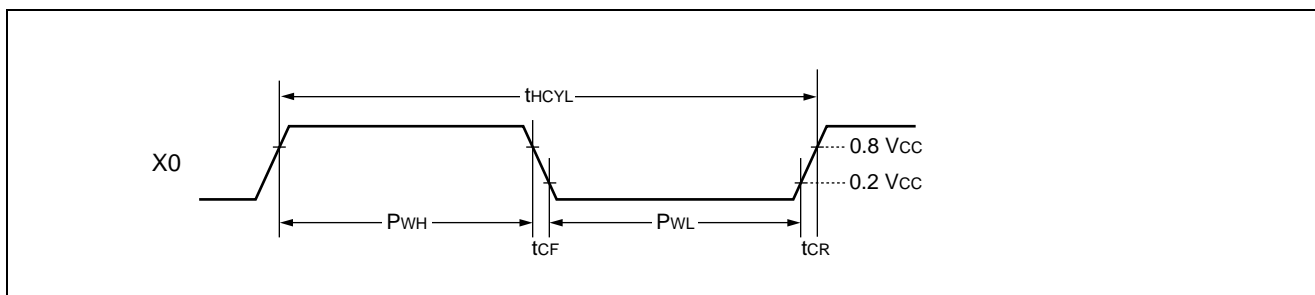 tHCYL
X0
0.8 VCC
0.2 VCC
PWH
PWL
tCF
tCR